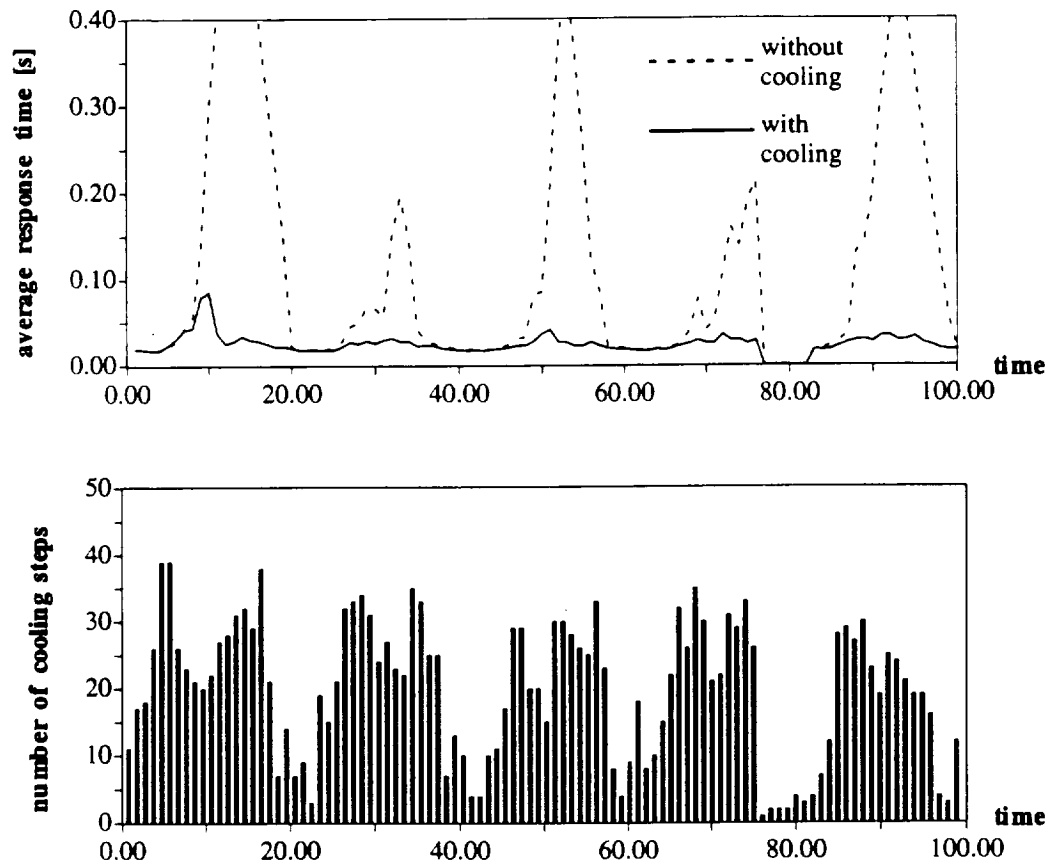 average response time [s]
0.40
0.30
0.20
0.10
0.00
0.00
20.00
40.00
60.00
80.00
100.00
time
without
cooling
with
cooling
number of cooling steps
50
40
30
20
10
0
0.00
20.00
40.00
60.00
80.00
100.00
time